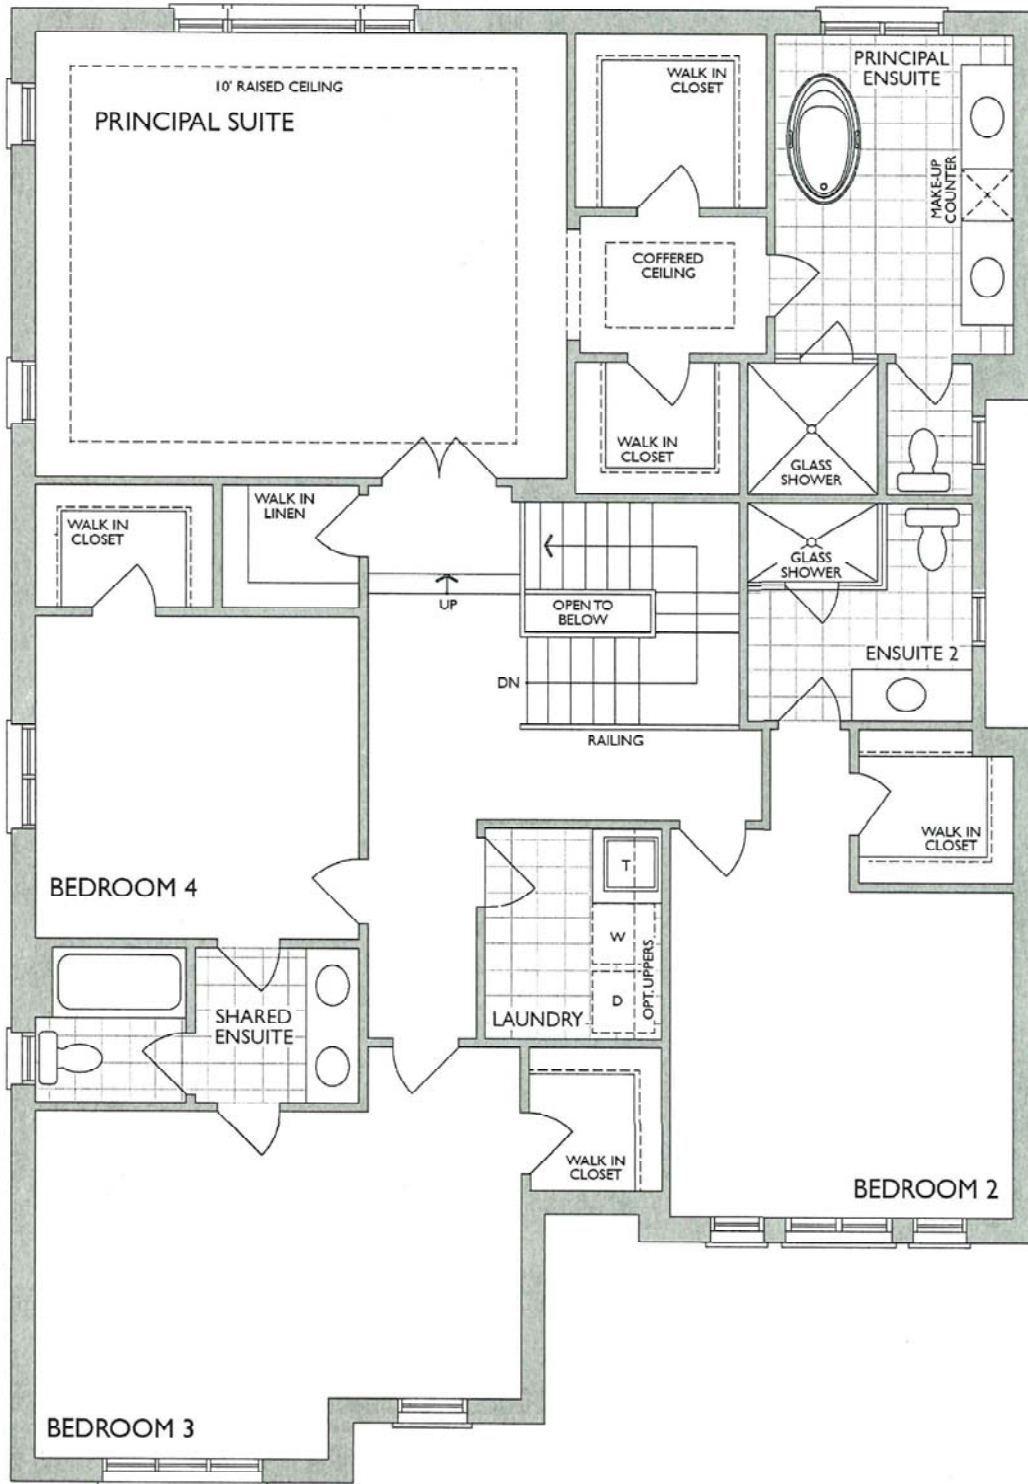 10' RAISED CEILING
PRINCIPAL SUITE
WALK IN
CLOSET
PRINCIPAL
ENSUITE
MAKE-UP
COUNTER
COFFERED
CEILING
WALK IN
CLOSET
GLASS
SHOWER
WALK IN
CLOSET
WALK IN
LINEN
GLASS
SHOWER
UP
OPEN TO
BELOW
ENSUITE 2
DN
RAILING
WALK IN
CLOSET
BEDROOM 4
T
W
D
OPT. UPPERS
LAUNDRY
SHARED
ENSUITE
WALK IN
CLOSET
BEDROOM 2
BEDROOM 3